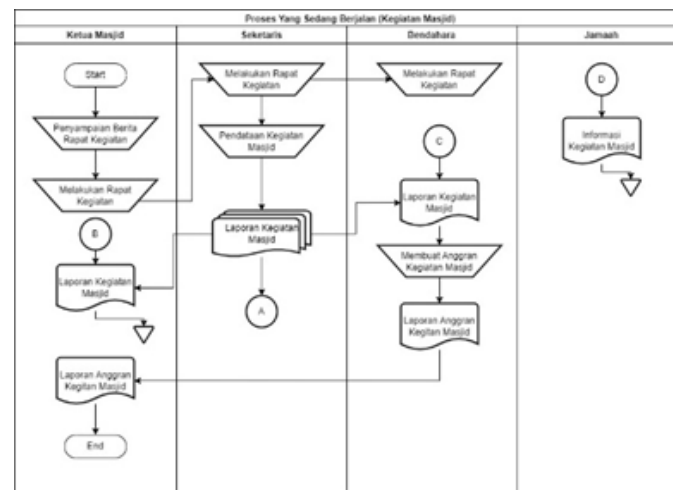 Proses Yang Sedang Berjalan (Kegiatan Masjid)
Ketua Masjid
Seketaris
Bendahara
Jamaah
Start
Penyampaian Berita
Rapat Kegiatan
Melakukan Rapat
Kegiatan
B
Laporan Kegiatan
Masjid
Laporan Anggran
Kegitan Masjid
End
Melakukan Rapat
Kegiatan
Pendataan Kegiatan
Masjid
Laporan Kegiatan
Masjid
A
Melakukan Rapat
Kegiatan
C
Laporan Kegiatan
Masjid
Membuat Anggran
Kegiatan Masjid
Laporan Anggran
Kegitan Masjid
D
Informasi
Kegiatan Masjid